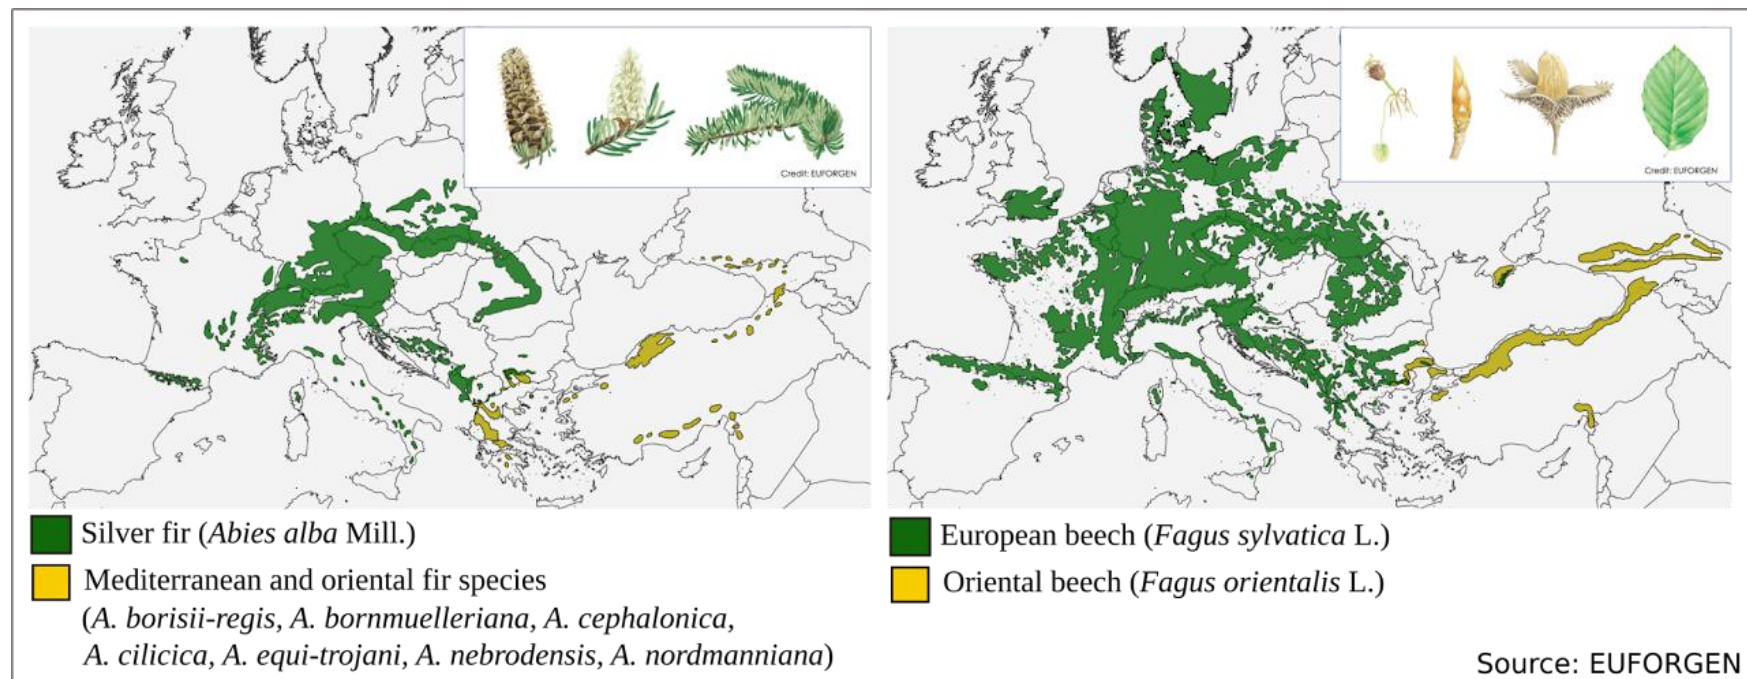 Credit: EUFORGEN
Credit: EUFORGEN
Silver fir (Abies alba Mill.)
Mediterranean and oriental fir species
(A. borisii-regis, A. bornmuelleriana, A. cephalonica,
A. cilicica, A. equi-trojani, A. nebrodensis, A. nordmanniana)
European beech (Fagus sylvatica L.)
Oriental beech (Fagus orientalis L.)
Source: EUFORGEN